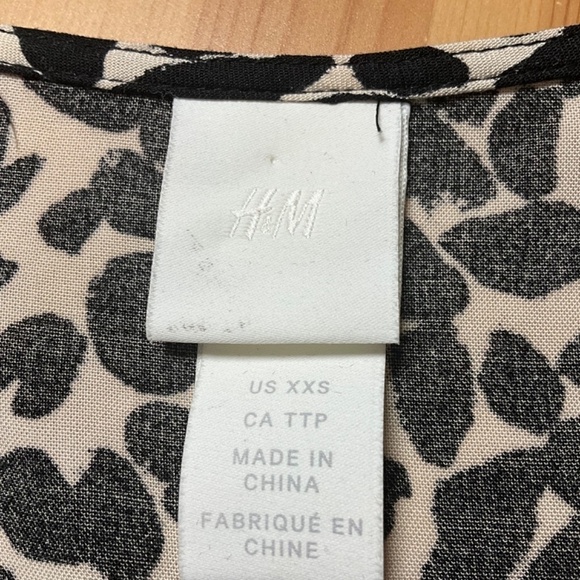 H&M
US XXS
CA TTP
MADE IN
CHINA
FABRIQUÉ EN
CHINE